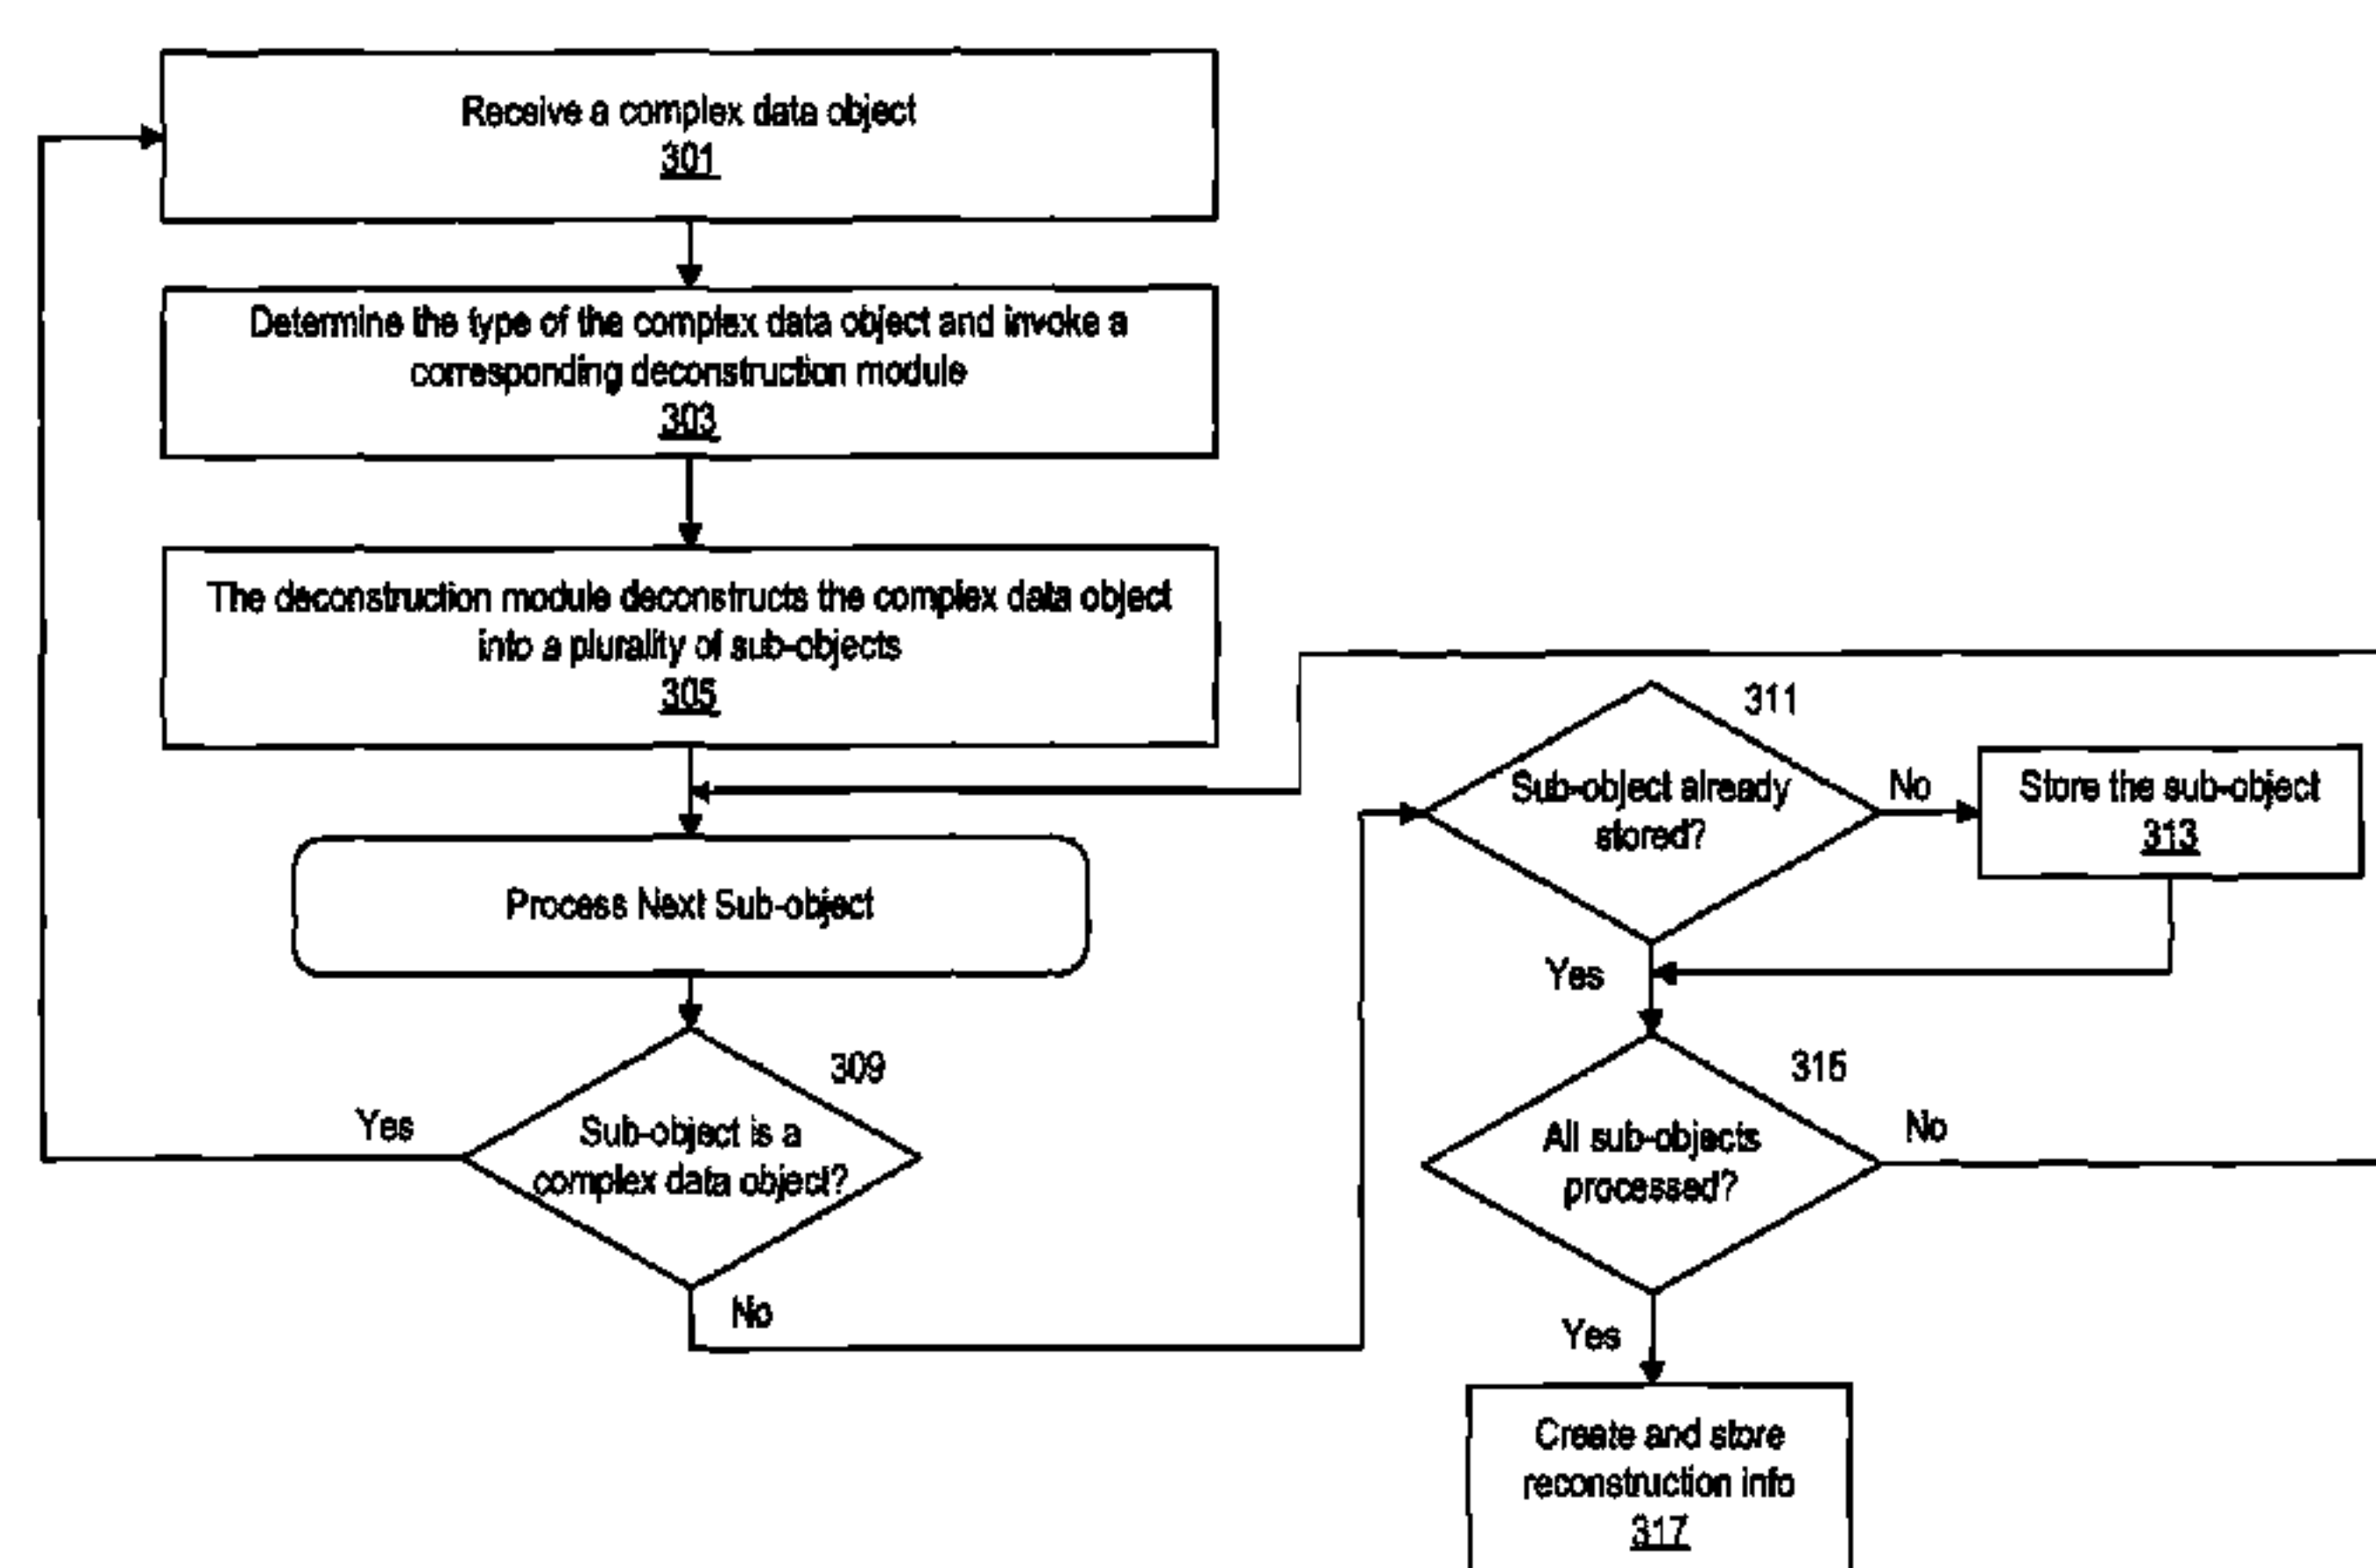 Receive a complex data object
301
Determine the type of the complex data object and invoke a
corresponding deconstruction module
303
The deconstruction module deconstructs the complex data object
into a plurality of sub-objects
305
Process Next Sub-object
309
Sub-object is a
complex data object?
Yes
No
311
Sub-object already
stored?
No
Store the sub-object
313
Yes
315
All sub-objects
processed?
No
Yes
Create and store
reconstruction info
317